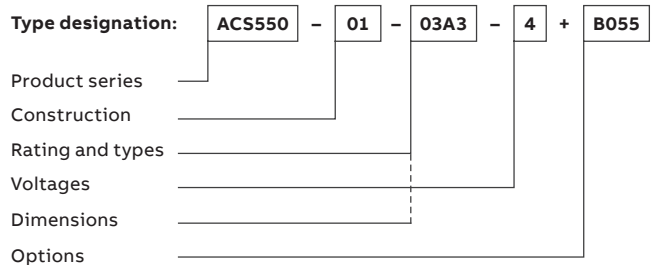 Type designation: ACS550 – 01 – 03A3 – 4 + B055
Product series
Construction
Rating and types
Voltages
Dimensions
Options